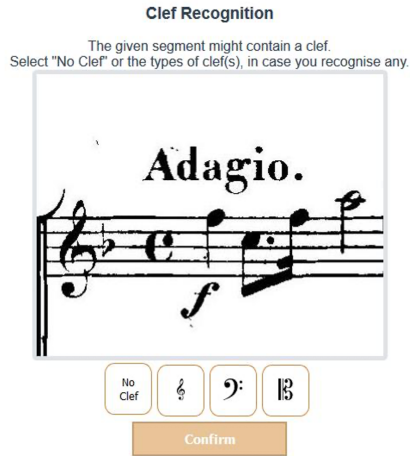 Clef Recognition
The given segment might contain a clef.
Select "No Clef" or the types of clef(s), in case you recognise any.
Adagio.
f
No
Clef
Confirm